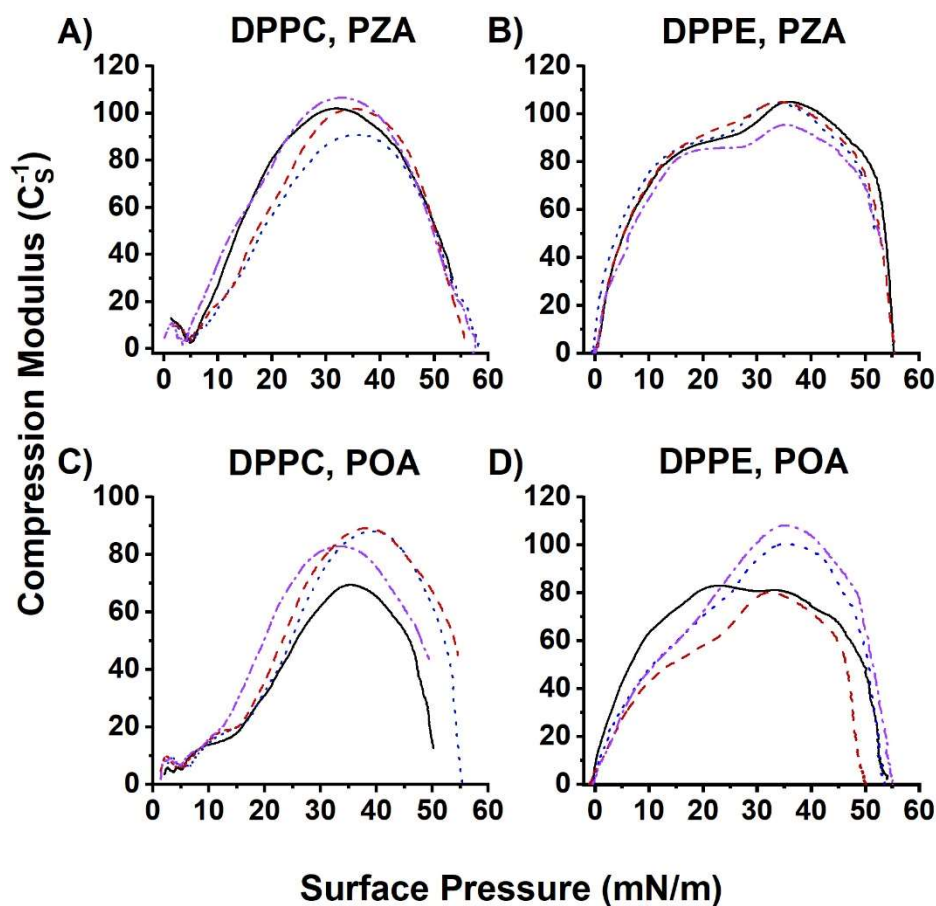 A) DPPC, PZA
B) DPPE, PZA
120
100
80
60
40
20
0
0 10 20 30 40 50 60
120
100
80
60
40
20
0
0 10 20 30 40 50 60
C) DPPC, POA
D) DPPE, POA
100
80
60
40
20
0
0 10 20 30 40 50 60
120
100
80
60
40
20
0
0 10 20 30 40 50 60
Compression Modulus (C_S^-1)
Surface Pressure (mN/m)